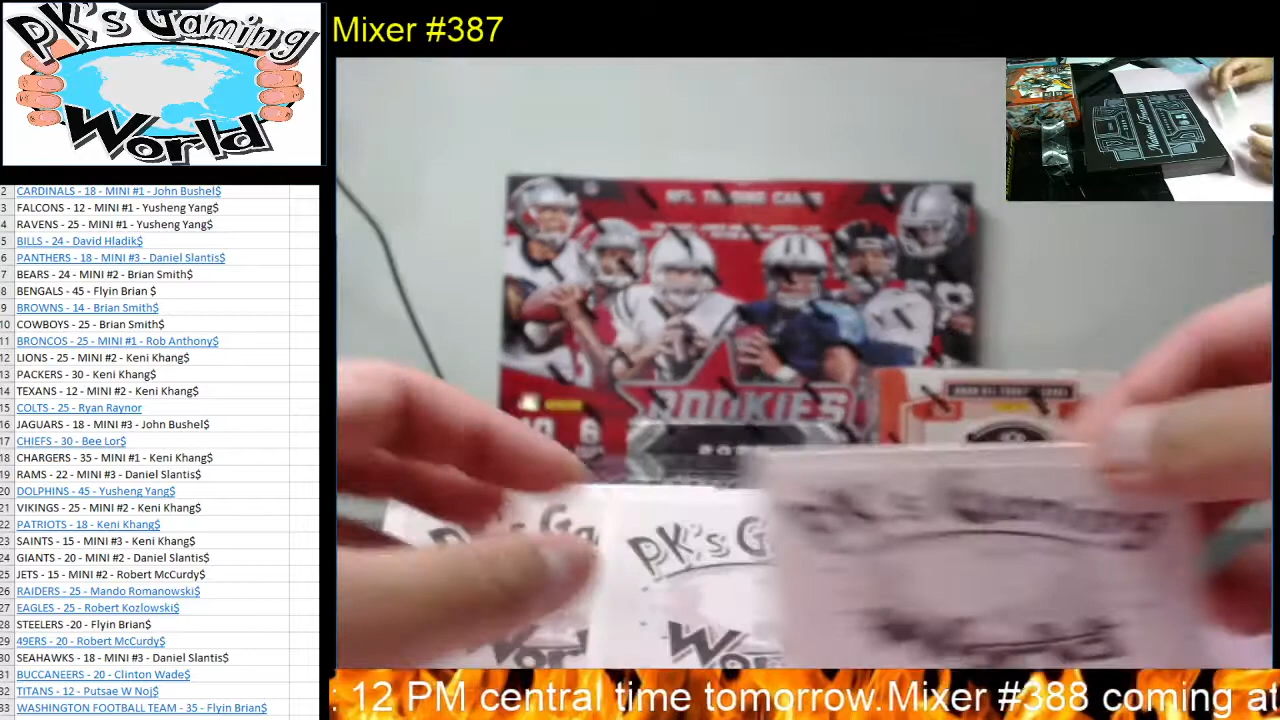 PK's Gaming
World
Mixer #387
2 CARDINALS - 18 - MINI #1 - John Bushel$
3 FALCONS - 12 - MINI #1 - Yusheng Yang$
4 RAVENS - 25 - MINI #1 - Yusheng Yang$
5 BILLS - 24 - David Hladik$
6 PANTHERS - 18 - MINI #3 - Daniel Slantis$
7 BEARS - 24 - MINI #2 - Brian Smith$
8 BENGALS - 45 - Flyin Brian $
9 BROWNS - 14 - Brian Smith$
10 COWBOYS - 25 - Brian Smith$
11 BRONCOS - 25 - MINI #1 - Rob Anthony$
12 LIONS - 25 - MINI #2 - Keni Khang$
13 PACKERS - 30 - Keni Khang$
14 TEXANS - 12 - MINI #2 - Keni Khang$
15 COLTS - 25 - Ryan Raynor
16 JAGUARS - 18 - MINI #3 - John Bushel$
17 CHIEFS - 30 - Bee Lor$
18 CHARGERS - 35 - MINI #1 - Keni Khang$
19 RAMS - 22 - MINI #3 - Daniel Slantis$
20 DOLPHINS - 45 - Yusheng Yang$
21 VIKINGS - 25 - MINI #2 - Keni Khang$
22 PATRIOTS - 18 - Keni Khang$
23 SAINTS - 15 - MINI #3 - Keni Khang$
24 GIANTS - 20 - MINI #2 - Daniel Slantis$
25 JETS - 15 - MINI #2 - Robert McCurdy$
26 RAIDERS - 25 - Mando Romanowski$
27 EAGLES - 25 - Robert Kozlowski$
28 STEELERS -20 - Flyin Brian$
29 49ERS - 20 - Robert McCurdy$
30 SEAHAWKS - 18 - MINI #3 - Daniel Slantis$
31 BUCCANEERS - 20 - Clinton Wade$
32 TITANS - 12 - Putsae W Noj$
33 WASHINGTON FOOTBALL TEAM - 35 - Flyin Brian$
National Treasures
NFL TRADING CARDS
ROOKIES
PK's Ga
PK's G
Wor
: 12 PM central time tomorrow.Mixer #388 coming at